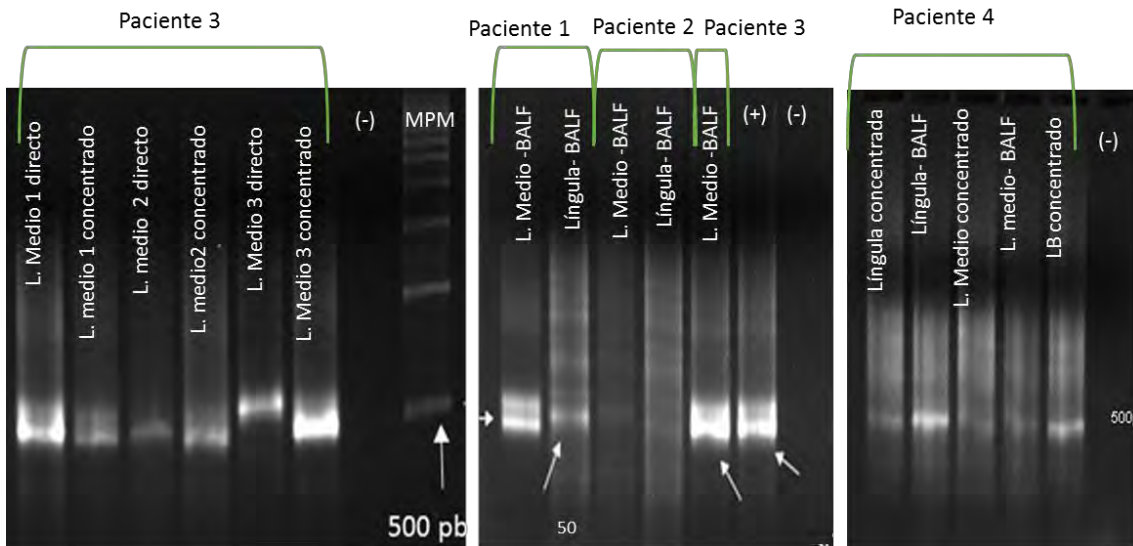 Paciente 3
L. Medio 1 directo
L. medio 1 concentrado
L. medio 2 directo
L. medio2 concentrado
L. Medio 3 directo
L. Medio 3 concentrado
(-)
MPM
500 pb
Paciente 1
Paciente 2
Paciente 3
L. Medio -BALF
Língula- BALF
L. Medio -BALF
Língula- BALF
L. Medio -BALF
(+)
(-)
50
Paciente 4
Língula concentrada
Língula- BALF
L. Medio concentrado
L. medio- BALF
LB concentrado
(-)
500